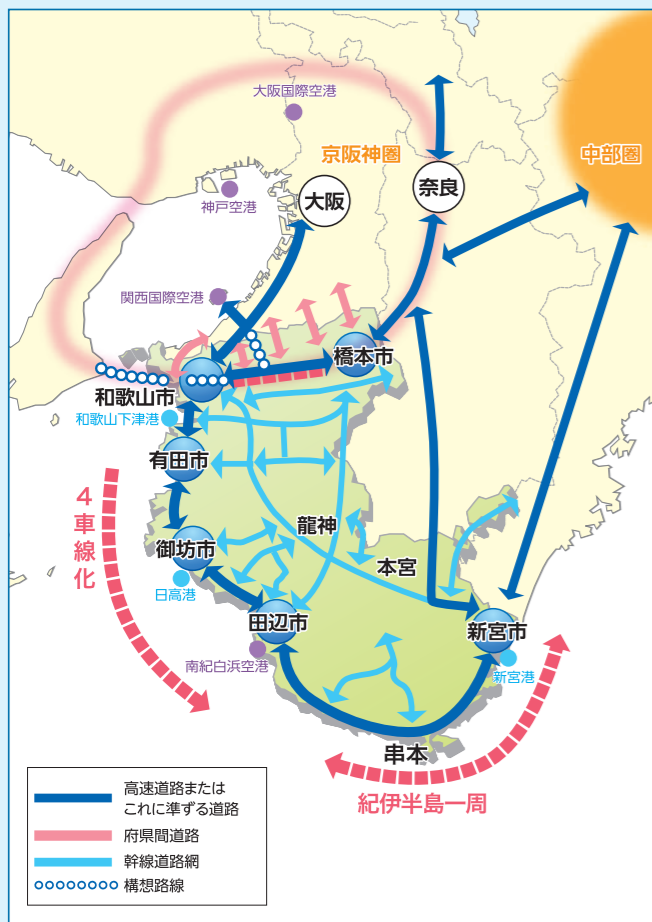 大阪国際空港
京阪神圏
中部圏
奈良
大阪
神戸空港
関西国際空港
橋本市
和歌山市
和歌山下津港
有田市
4車線化
龍神
御坊市
本宮
日高港
田辺市
新宮市
南紀白浜空港
新宮港
串本
紀伊半島一周
高速道路または
これに準ずる道路
府県間道路
幹線道路網
構想路線